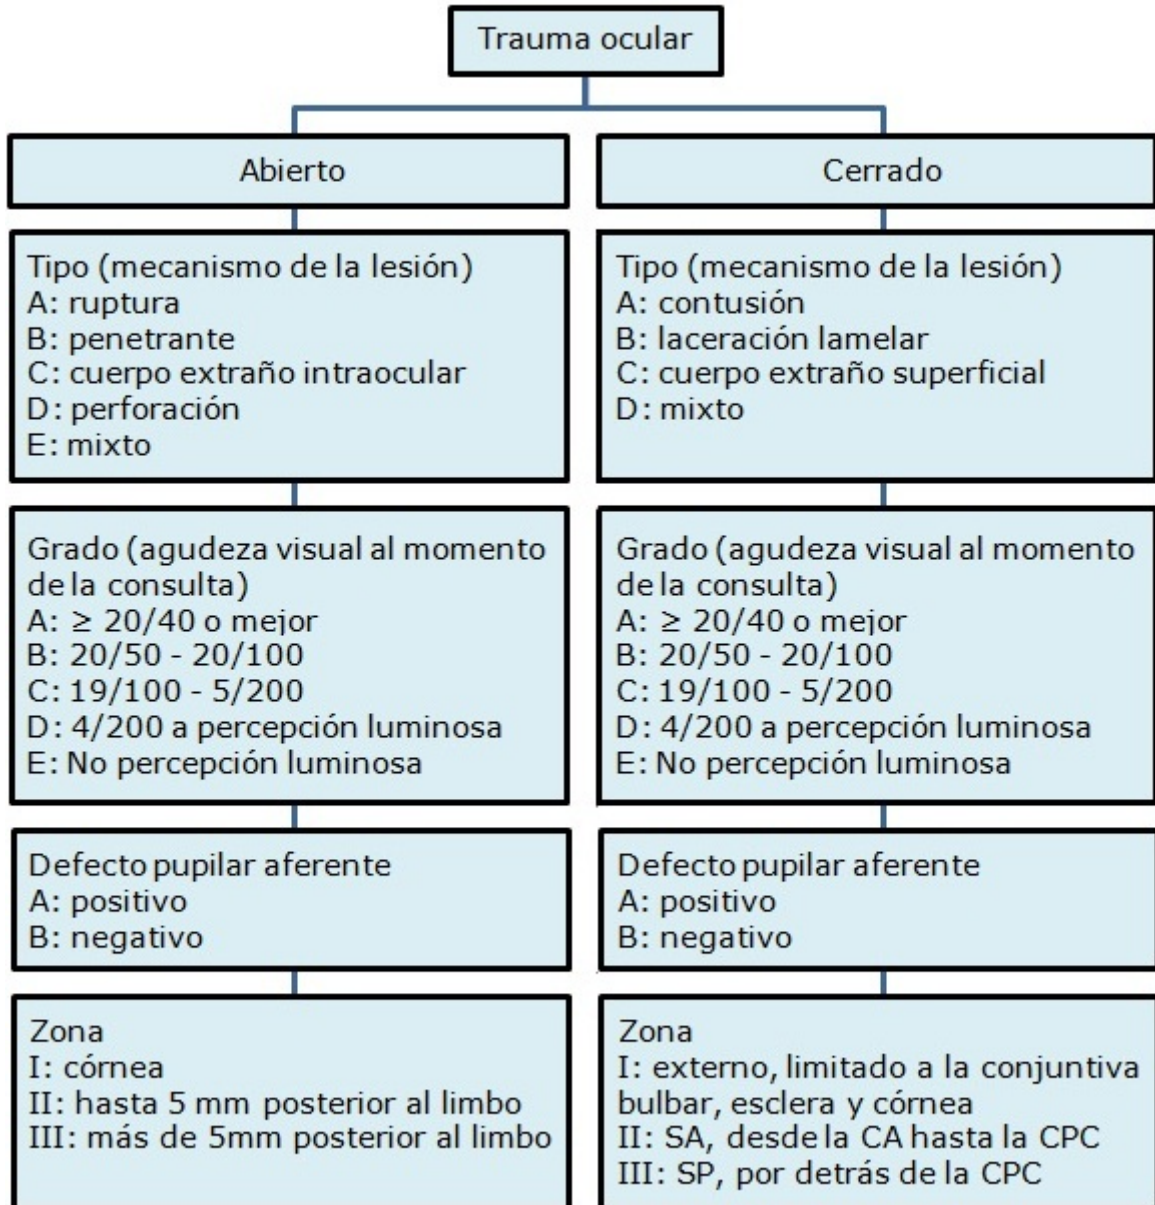 Trauma ocular
Abierto
Tipo (mecanismo de la lesión)
A: ruptura
B: penetrante
C: cuerpo extraño intraocular
D: perforación
E: mixto
Grado (agudeza visual al momento
de la consulta)
A: ≥ 20/40 o mejor
B: 20/50 - 20/100
C: 19/100 - 5/200
D: 4/200 a percepción luminosa
E: No percepción luminosa
Defecto pupilar aferente
A: positivo
B: negativo
Zona
I: córnea
II: hasta 5 mm posterior al limbo
III: más de 5mm posterior al limbo
Cerrado
Tipo (mecanismo de la lesión)
A: contusión
B: laceración lamelar
C: cuerpo extraño superficial
D: mixto
Grado (agudeza visual al momento
de la consulta)
A: ≥ 20/40 o mejor
B: 20/50 - 20/100
C: 19/100 - 5/200
D: 4/200 a percepción luminosa
E: No percepción luminosa
Defecto pupilar aferente
A: positivo
B: negativo
Zona
I: externo, limitado a la conjuntiva
bulbar, esclera y córnea
II: SA, desde la CA hasta la CPC
III: SP, por detrás de la CPC